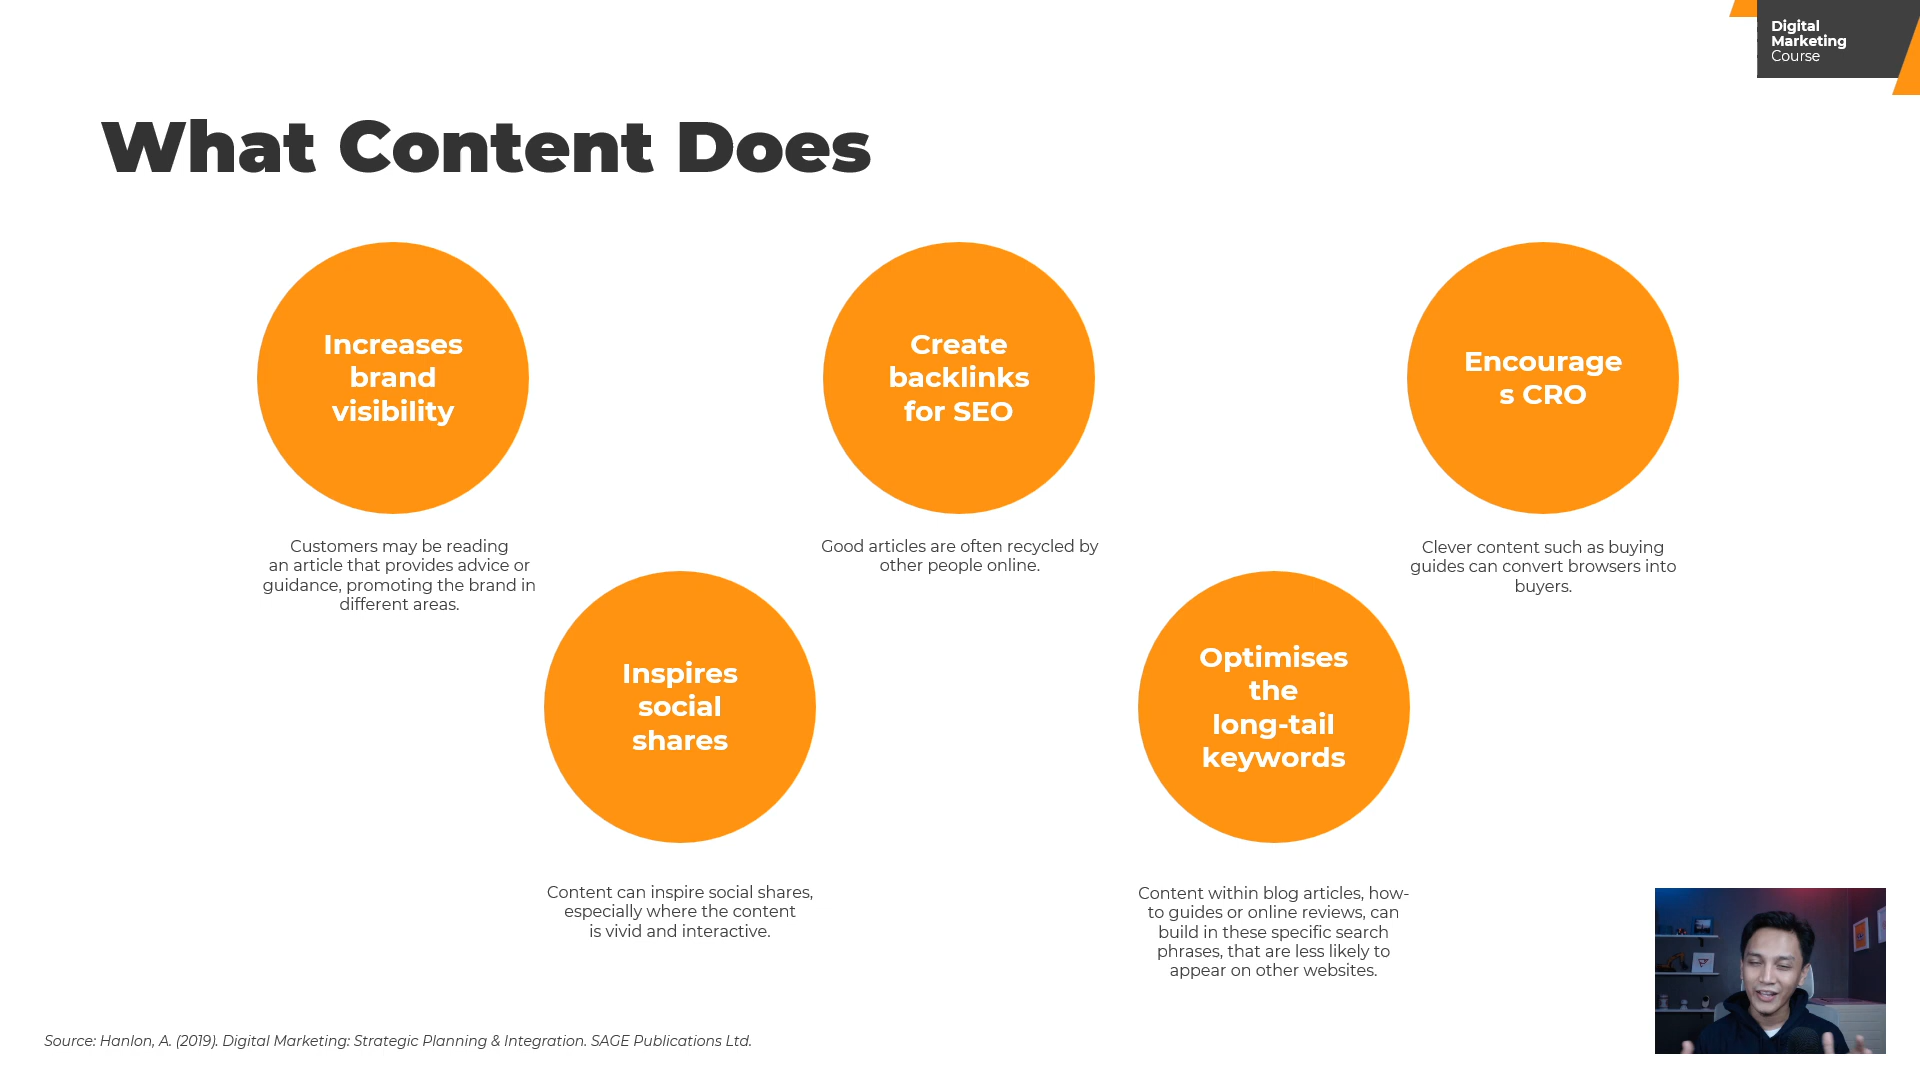 Digital
Marketing
Course
What Content Does
Increases
brand
visibility
Customers may be reading
an article that provides advice or
guidance, promoting the brand in
different areas.
Inspires
social
shares
Content can inspire social shares,
especially where the content
is vivid and interactive.
Create
backlinks
for SEO
Good articles are often recycled by
other people online.
Optimises
the
long-tail
keywords
Content within blog articles, how-
to guides or online reviews, can
build in these specific search
phrases, that are less likely to
appear on other websites.
Encourage
s CRO
Clever content such as buying
guides can convert browsers into
buyers.
Source: Hanlon, A. (2019). Digital Marketing: Strategic Planning & Integration. SAGE Publications Ltd.